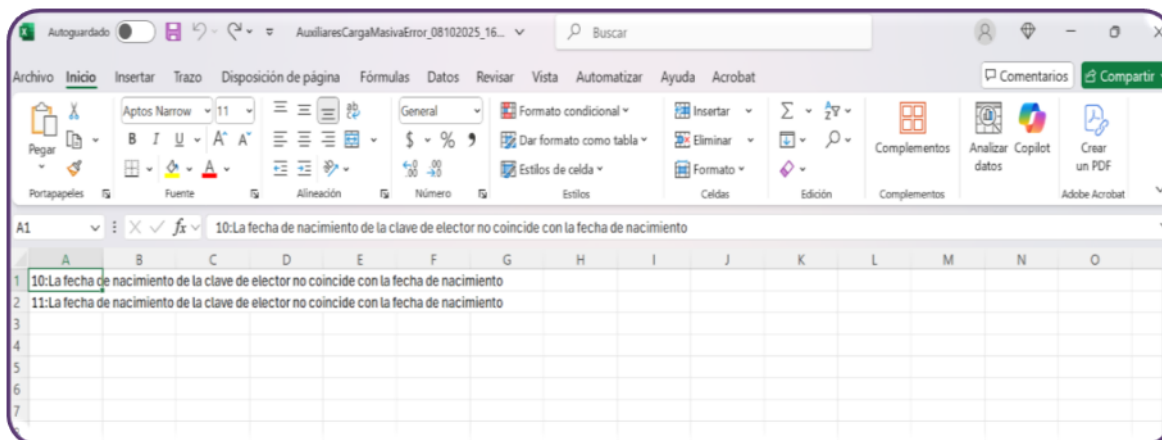 Autoguardado AuxiliaresCargaMasivaError_08102025_16... Buscar
Archivo Inicio Insertar Trazo Disposición de página Fórmulas Datos Revisar Vista Automatizar Ayuda Acrobat Comentarios Compartir
Pegar
Portapapeles
Aptos Narrow 11
N I U A A
Fuente
Alineación
General
$ % 000
Número
Formato condicional
Dar formato como tabla
Estilos de celda
Estilos
Insertar
Eliminar
Formato
Celdas
Edición
Complementos
Complementos
Analizar datos
Copilot
Crear un PDF
Adobe Acrobat
A1 fx 10:La fecha de nacimiento de la clave de elector no coincide con la fecha de nacimiento
A B C D E F G H I J K L M N O
1 10:La fecha de nacimiento de la clave de elector no coincide con la fecha de nacimiento
2 11:La fecha de nacimiento de la clave de elector no coincide con la fecha de nacimiento
3
4
5
6
7